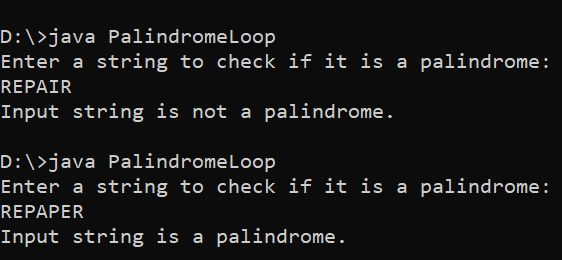 D:\>java PalindromeLoop
Enter a string to check if it is a palindrome:
REPAIR
Input string is not a palindrome.
D:\>java PalindromeLoop
Enter a string to check if it is a palindrome:
REPAPER
Input string is a palindrome.